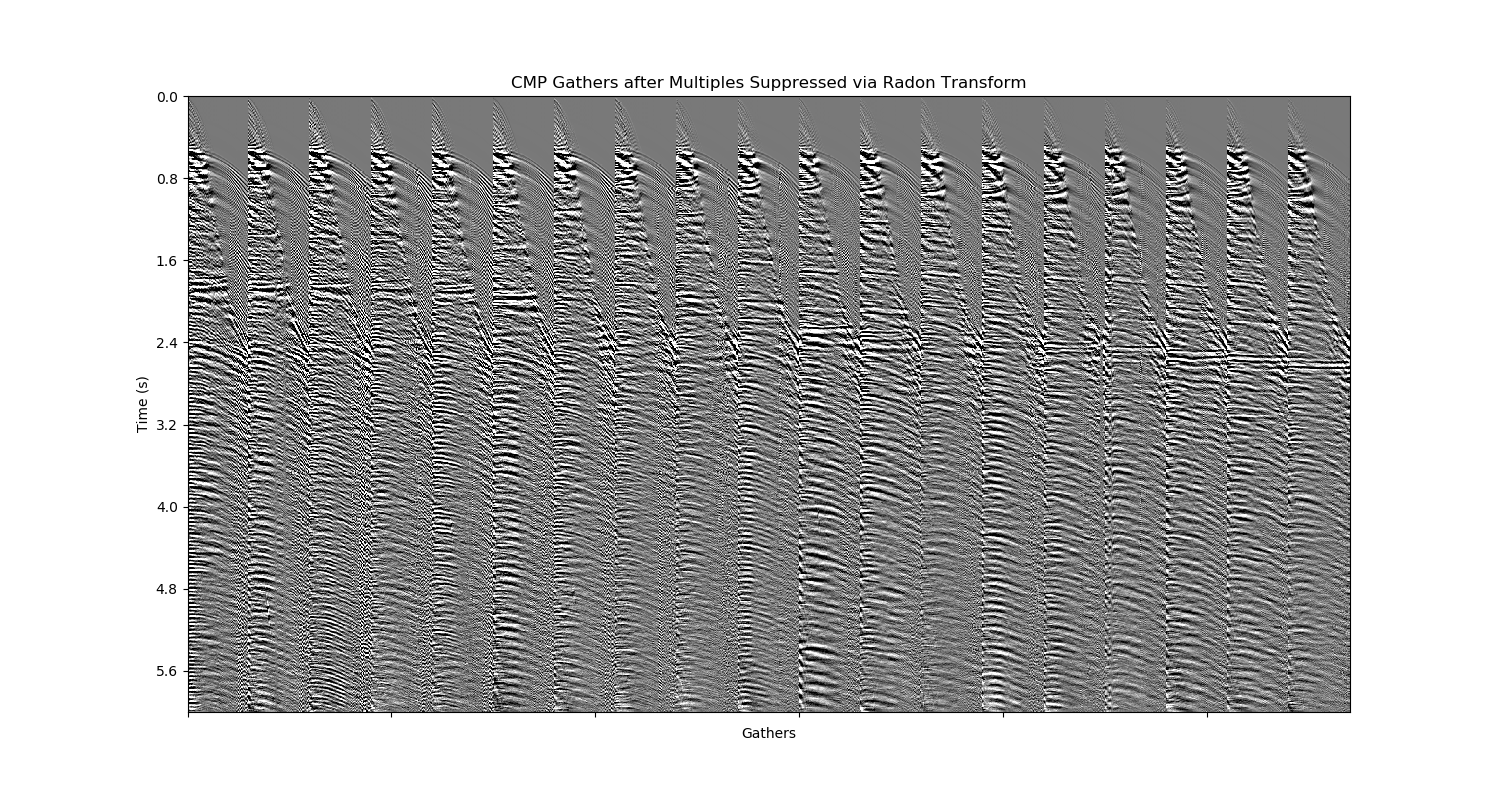 CMP Gathers after Multiples Suppressed via Radon Transform
0.0
0.8
1.6
2.4
3.2
4.0
4.8
5.6
Time (s)
Gathers